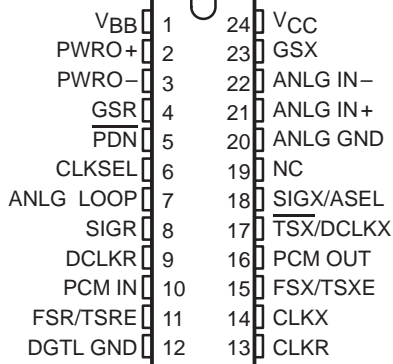 VBB 1 24 VCC
PWRO+ 2 23 GSX
PWRO− 3 22 ANLG IN−
GSR 4 21 ANLG IN+
PDN 5 20 ANLG GND
CLKSEL 6 19 NC
ANLG LOOP 7 18 SIGX/ASEL
SIGR 8 17 TSX/DCLKX
DCLKR 9 16 PCM OUT
PCM IN 10 15 FSX/TSXE
FSR/TSRE 11 14 CLKX
DGTL GND 12 13 CLKR